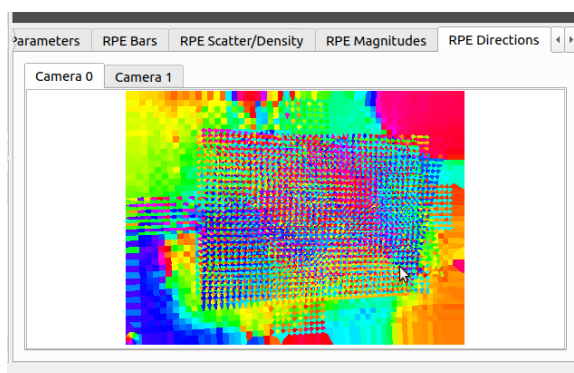 Parameters RPE Bars RPE Scatter/Density RPE Magnitudes RPE Directions
Camera 0 Camera 1